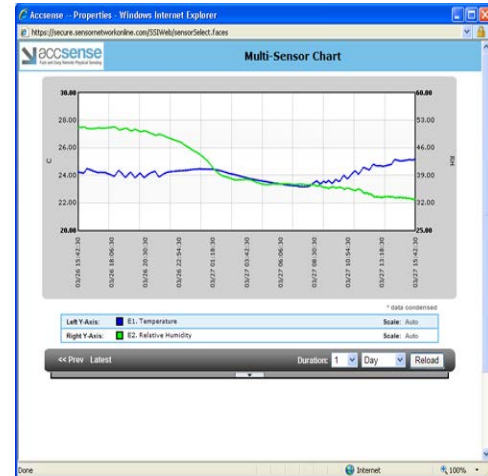 Accsense -- Properties - Windows Internet Explorer
https://secure.sensornetworkonline.com/SSIWeb/sensorSelect.faces
accsense
Fast and Easy Remote Physical Sensing
Multi-Sensor Chart
30.00
28.00
26.00
24.00
22.00
20.00
C
60.00
53.00
46.00
39.00
32.00
25.00
RH
03/26 15:42:30
03/26 18:06:30
03/26 20:30:30
03/26 22:54:30
03/27 01:18:30
03/27 03:42:30
03/27 06:06:30
03/27 08:30:30
03/27 10:54:30
03/27 13:18:30
03/27 15:42:30
* data condensed
Left Y-Axis: E1. Temperature Scale: Auto
Right Y-Axis: E2. Relative Humidity Scale: Auto
<< Prev Latest Duration: 1 Day Reload
Done Internet 100%